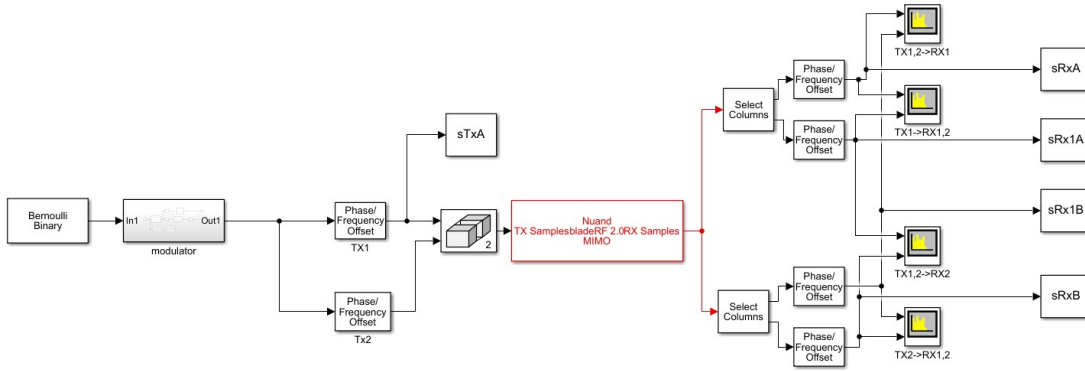 Bernoulli
Binary
In1
Out1
modulator
Phase/
Frequency
Offset
TX1
Phase/
Frequency
Offset
Tx2
sTxA
2
Nuand
TX SamplesbladeRF 2.0RX Samples
MIMO
Select
Columns
Phase/
Frequency
Offset
Phase/
Frequency
Offset
Select
Columns
Phase/
Frequency
Offset
Phase/
Frequency
Offset
TX1,2->RX1
TX1->RX1,2
TX1,2->RX2
TX2->RX1,2
sRxA
sRx1A
sRx1B
sRxB